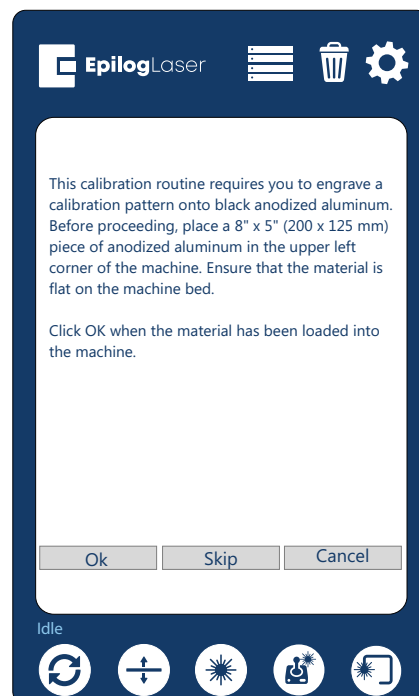 EpilogLaser
This calibration routine requires you to engrave a
calibration pattern onto black anodized aluminum.
Before proceeding, place a 8" x 5" (200 x 125 mm)
piece of anodized aluminum in the upper left
corner of the machine. Ensure that the material is
flat on the machine bed.
Click OK when the material has been loaded into
the machine.
Ok Skip Cancel
Idle